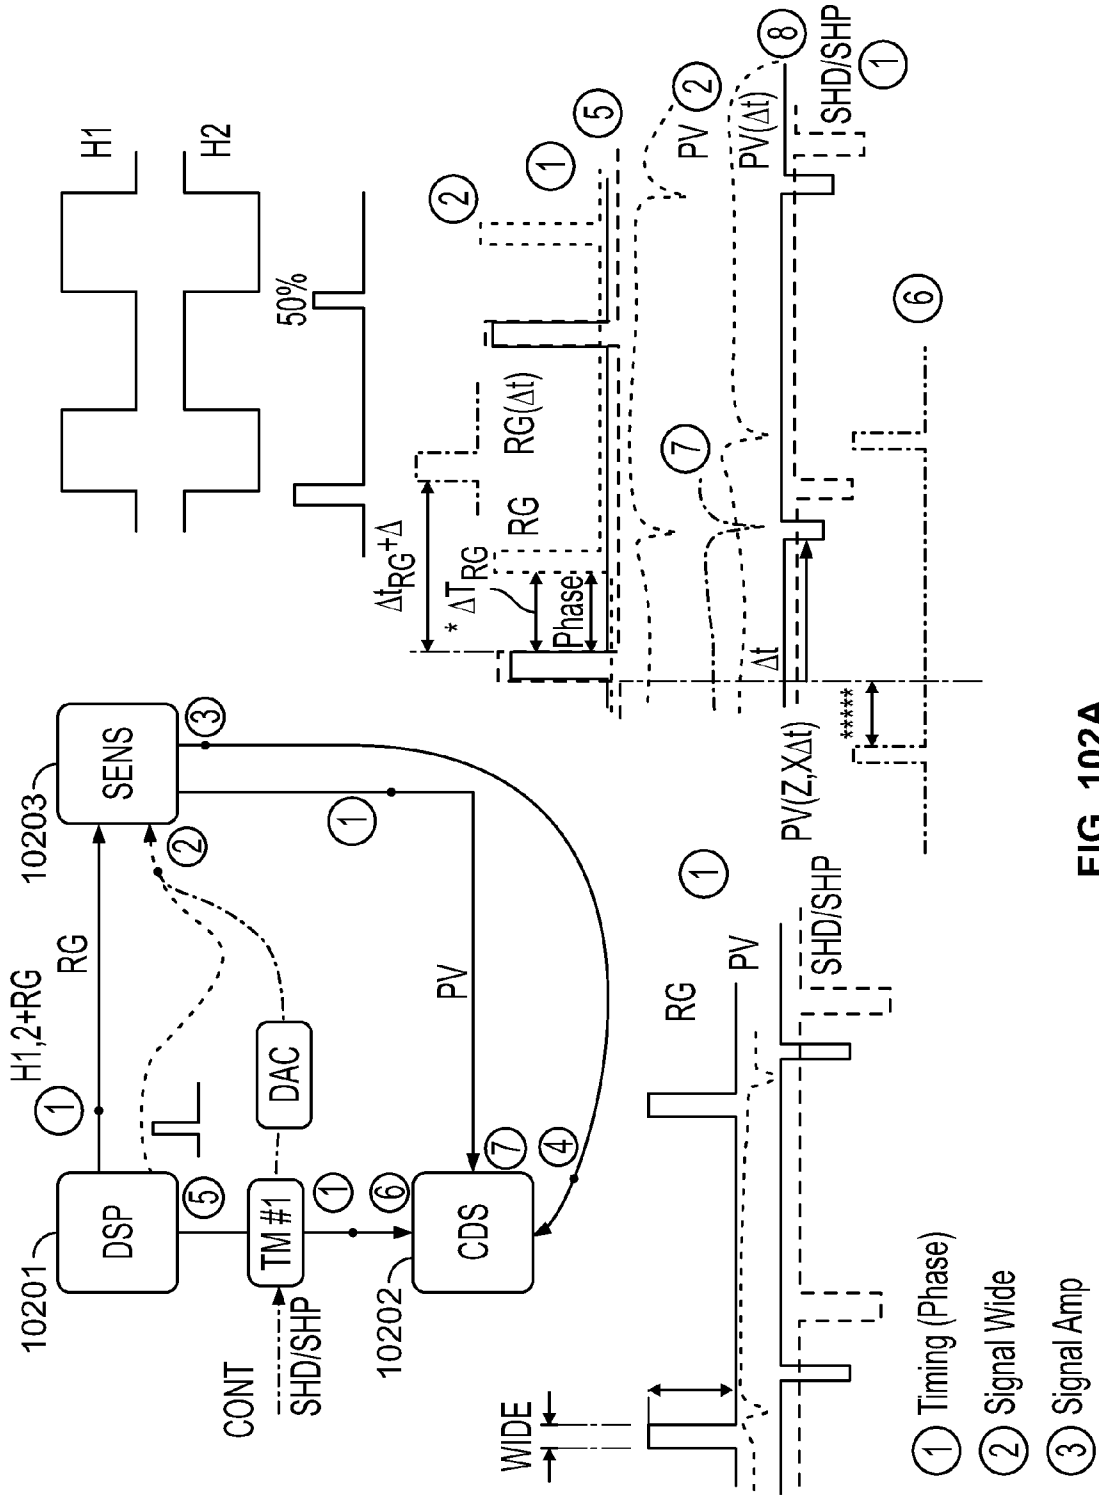 H1
H2
50%
10201
DSP
5
1
H1,2+RG
RG
10203
SENS
2
3
1
TM #1
DAC
CONT
SHD/SHP
1
6
10202
CDS
7
4
PV
ΔtRG+Δ
* ΔTRG
Phase
RG
RG(Δt)
2
1
5
7
PV
2
PV(Δt)
8
Δt
SHD/SHP
1
PV(Z,XΔt)
*****
6
WIDE
RG
1
PV
SHD/SHP
1 Timing (Phase)
2 Signal Wide
3 Signal Amp
FIG. 102A